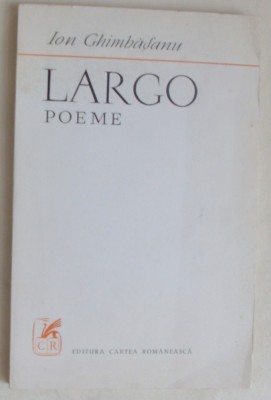 Ion Ghimbășanu
LARGO
POEME
CR
EDITURA CARTEA ROMÂNEASCĂ